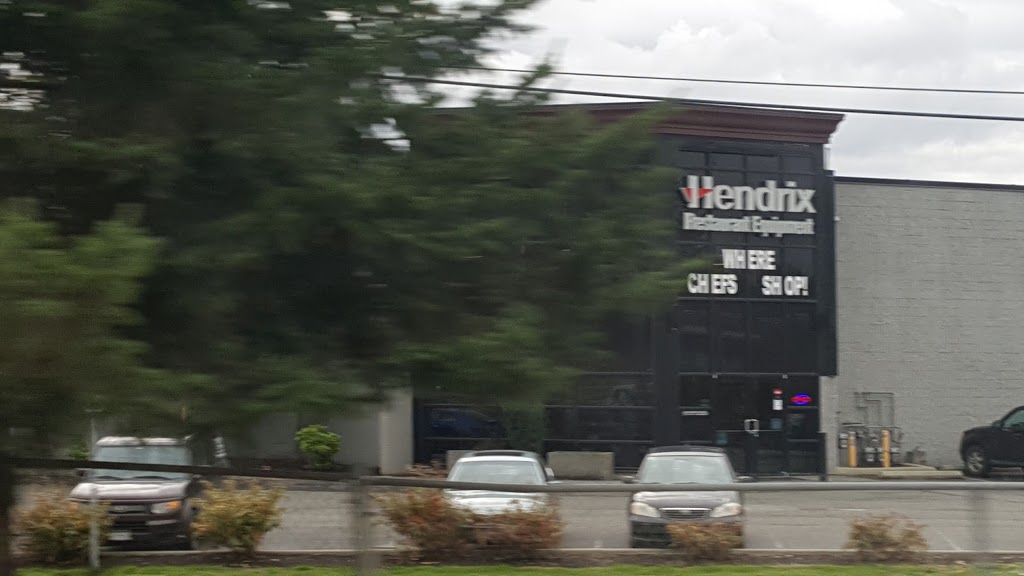 Hendrix
Restaurant Equipment
WHERE
CHEFS SHOP!